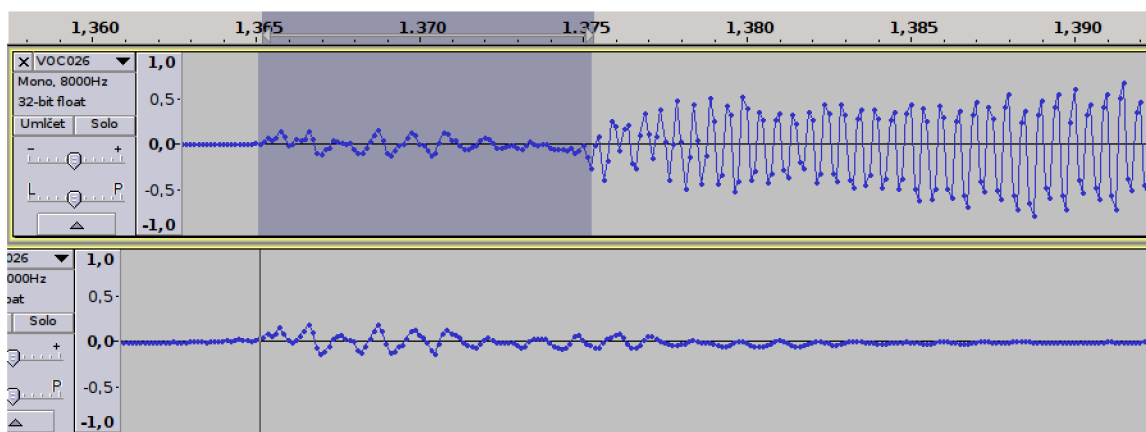 1,360 1,365 1.370 1.375 1,380 1,385 1,390
× VOC026 1,0
Mono, 8000Hz
32-bit float 0,5-
Umlčet Solo
- + 0,0-
L P -0,5-
-1,0
026 1,0
000Hz
oat 0,5-
Solo
+ 0,0-
P -0,5-
-1,0